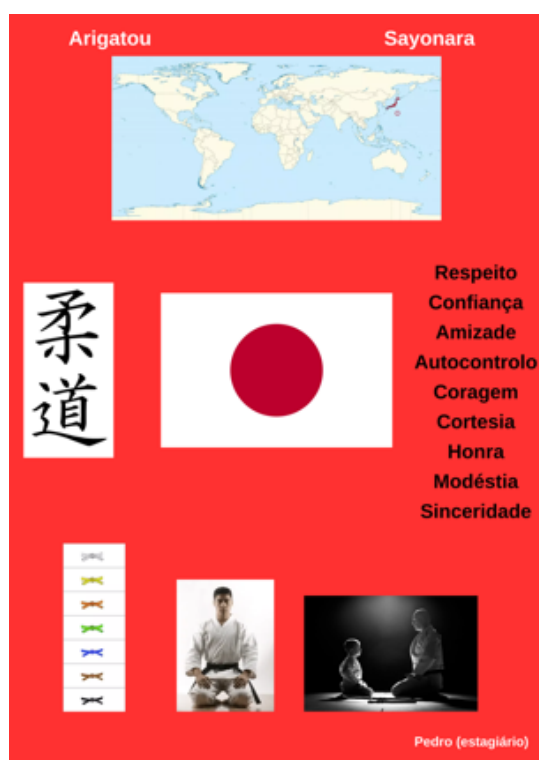 Arigatou
Sayonara
柔
道
Respeito
Confiança
Amizade
Autocontrolo
Coragem
Cortesia
Honra
Modéstia
Sinceridade
Pedro (estagiário)